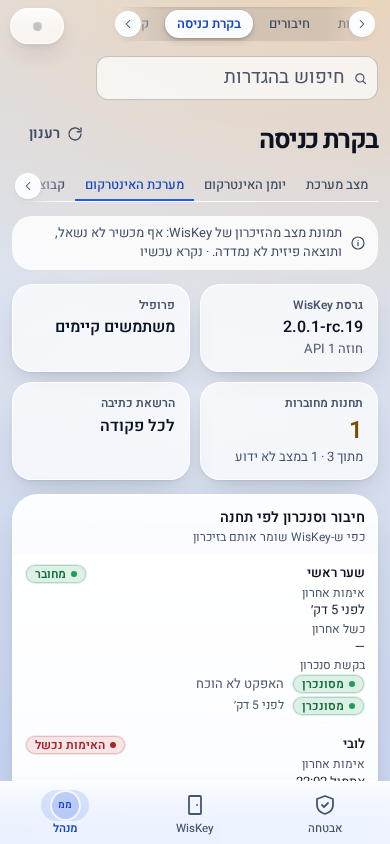 חיבורים
בקרת כניסה
חיפוש בהגדרות
בקרת כניסה
רענון
מצב מערכת
יומן האינטרקום
מערכת האינטרקום
תמונת מצב מהזיכרון של WisKey: אף מכשיר לא נשאל,
ותוצאה פיזית לא נמדדה. · נקרא עכשיו
גרסת WisKey
2.0.1-rc.19
חוזה API 1
פרופיל
משתמשים קיימים
תחנות מחוברות
1
מתוך 3 · 1 במצב לא ידוע
הרשאת כתיבה
לכל פקודה
חיבור וסנכרון לפי תחנה
כפי ש-WisKey שומר אותם בזיכרון
שער ראשי
מחובר
אימות אחרון
לפני 5 דק׳
כשל אחרון
—
בקשת סנכרון
מסונכרן האפקט לא הוכח
מסונכרן לפני 5 דק׳
לובי
האימות נכשל
אימות אחרון
אבטחה
WisKey
ממ
מנהל